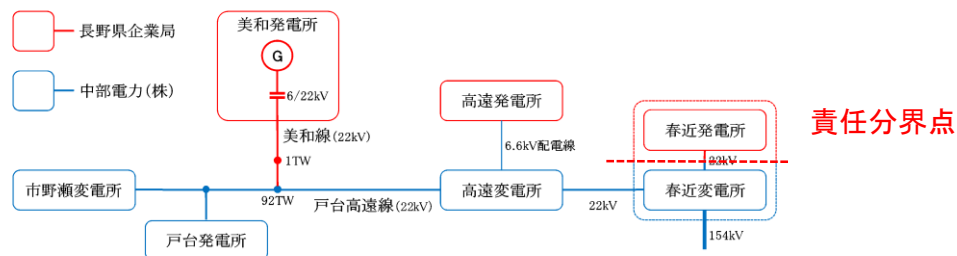 長野県企業局
中部電力(株)
美和発電所
G
6/22kV
美和線(22kV)
1TW
92TW
市野瀬変電所
戸台発電所
戸台高遠線(22kV)
高遠発電所
6.6kV配電線
高遠変電所
22kV
春近発電所
22kV
春近変電所
154kV
責任分界点